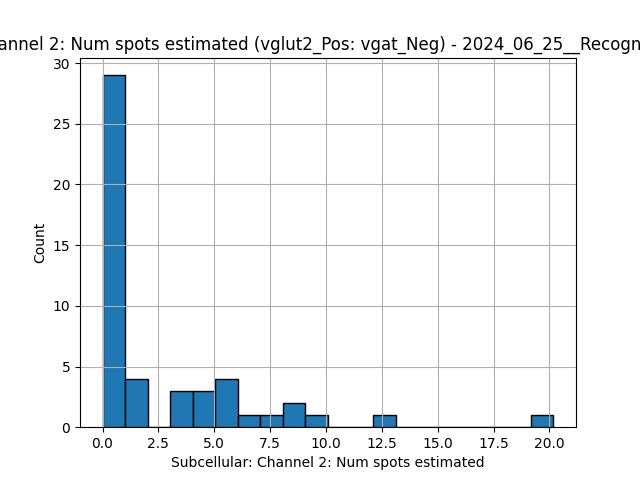 annel 2: Num spots estimated (vglut2_Pos: vgat_Neg) - 2024_06_25__Recogn
30
25
20
15
10
5
0
Count
0.0 2.5 5.0 7.5 10.0 12.5 15.0 17.5 20.0
Subcellular: Channel 2: Num spots estimated